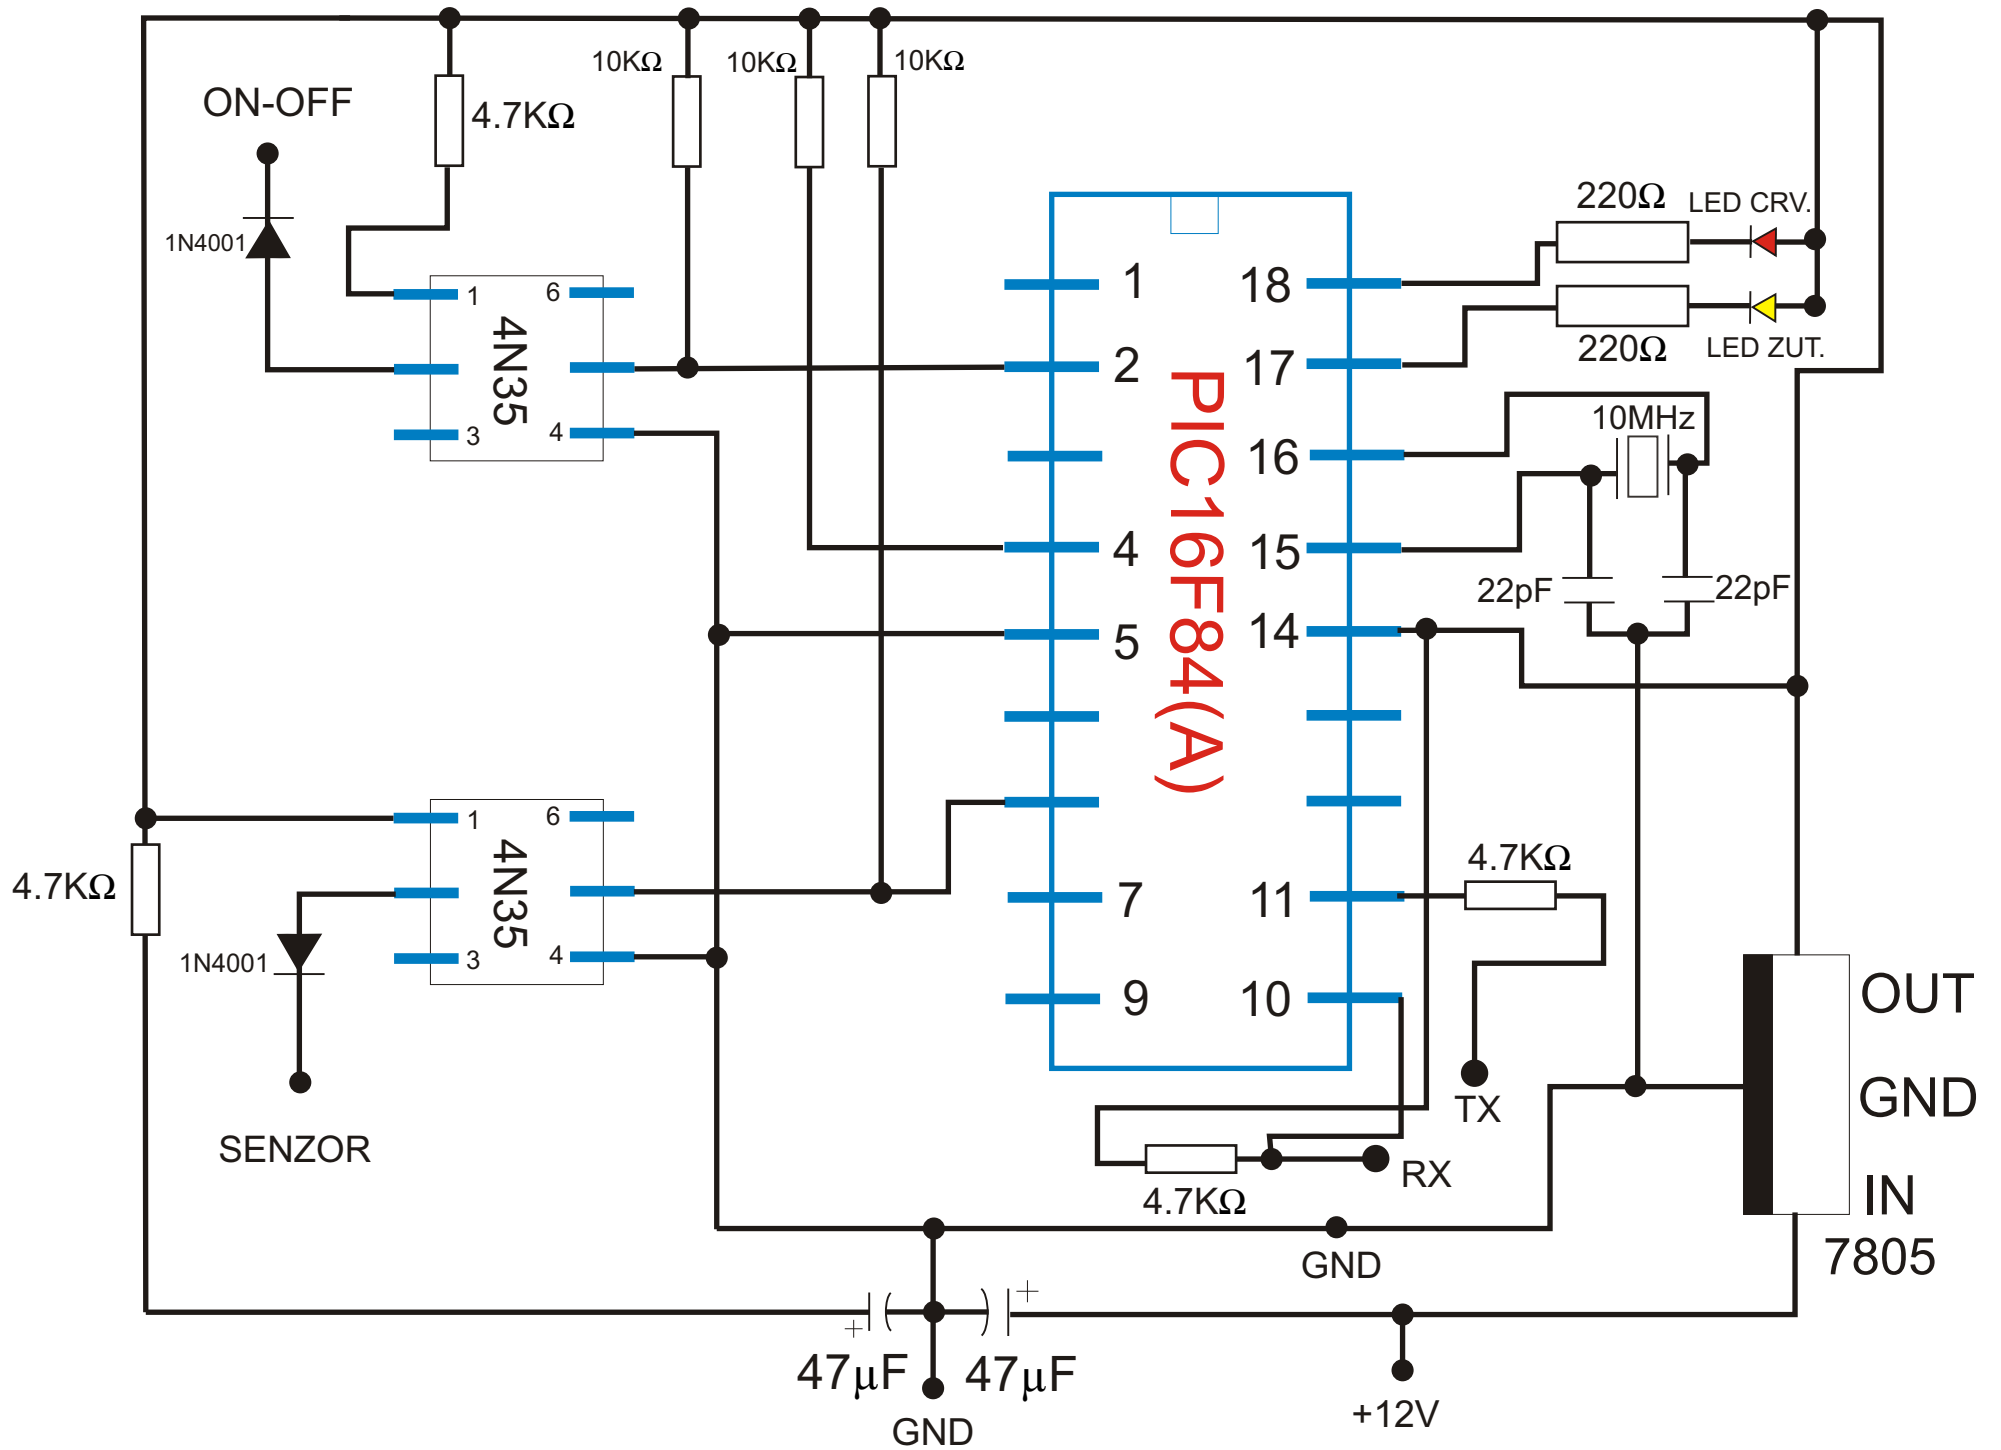 10KΩ
10KΩ
10KΩ
ON-OFF
4.7KΩ
1N4001
1
6
4N35
3
4
220Ω
LED CRV.
220Ω
LED ZUT.
1
18
2
17
10MHz
16
4
15
22pF
22pF
5
14
PIC16F84(A)
4.7KΩ
1
6
4N35
3
4
1N4001
SENZOR
7
11
4.7KΩ
9
10
TX
RX
4.7KΩ
OUT
GND
IN
7805
GND
+
+
47µF
47µF
GND
+12V